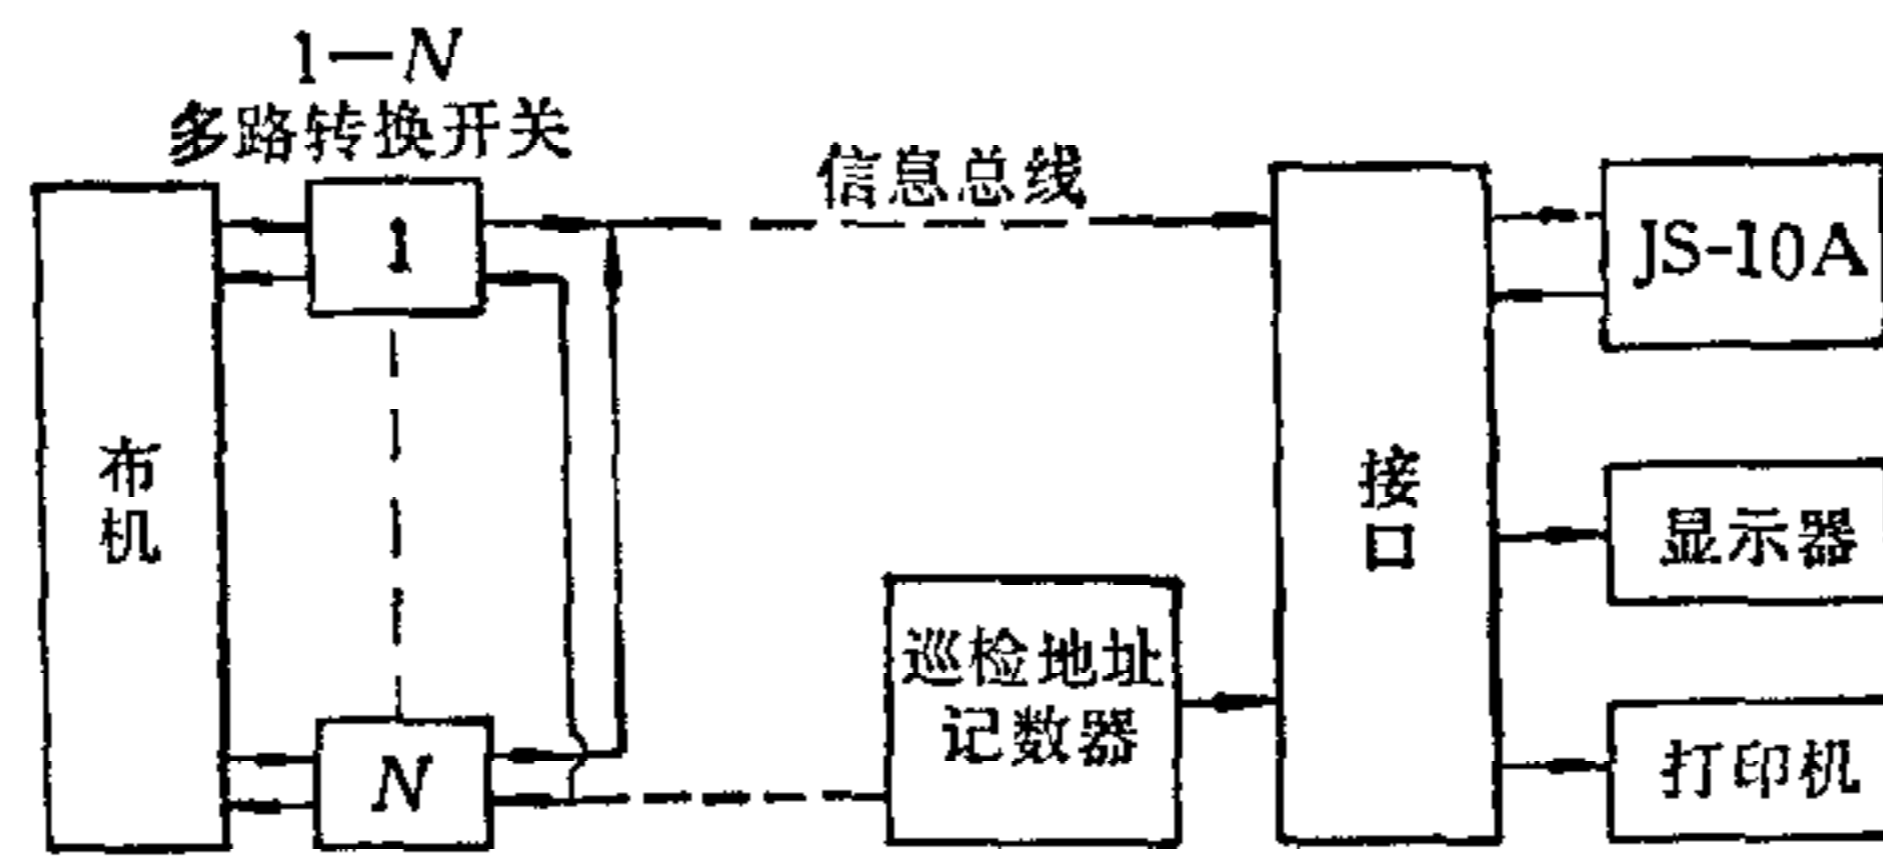 1—N
多路转换开关
信息总线
1
JS-10A
布机
接口
显示器
巡检地址
记数器
N
打印机